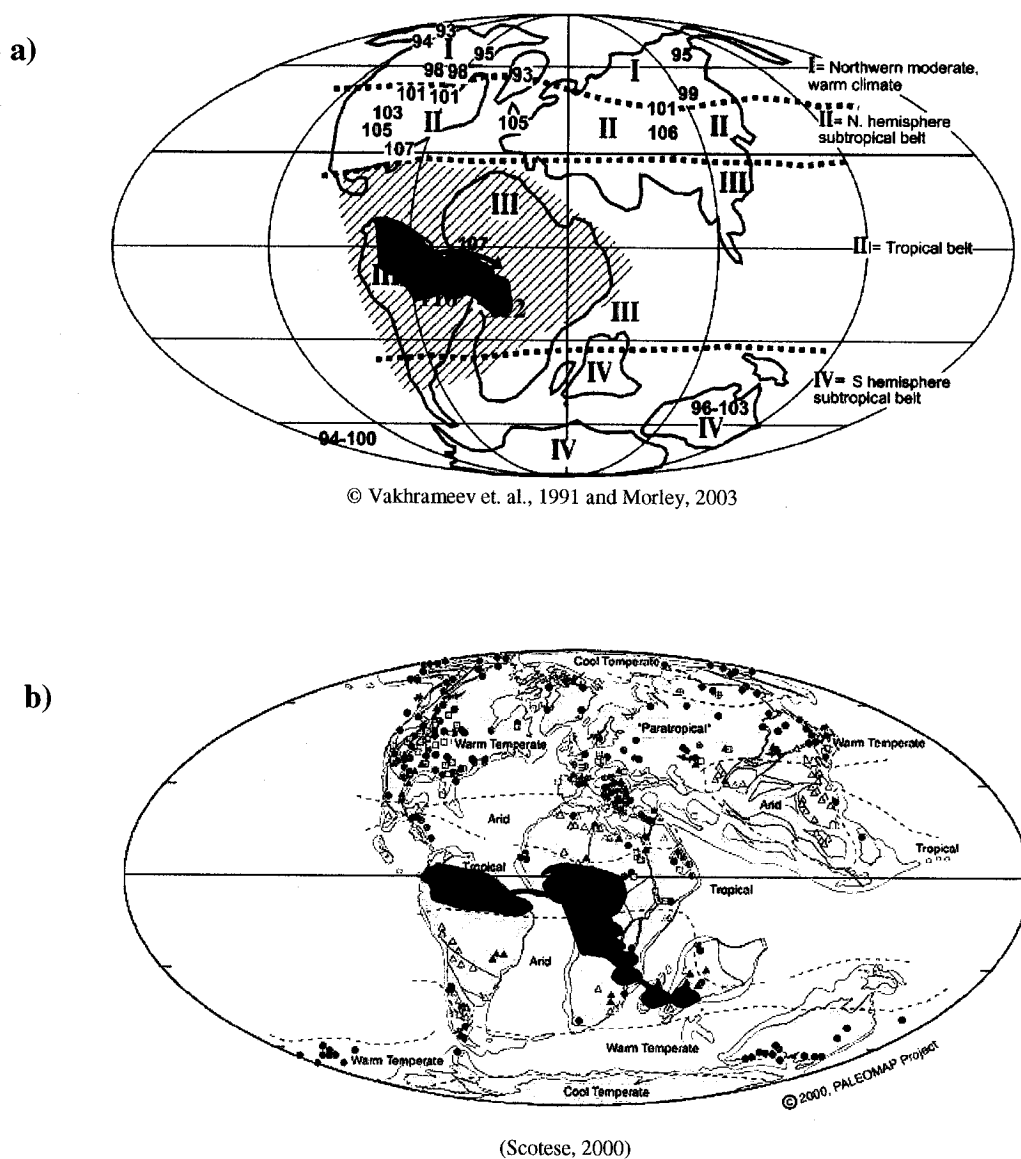 a)
93
94
I
95
98 98
93
I
95
I= Northwern moderate,
warm climate
101 101
99
101
103
105
II
105
II
106
II
II= N. hemisphere
subtropical belt
107
III
III
107
II= Tropical belt
III
IV
IV= S hemisphere
subtropical belt
96-103
IV
94-100
IV
© Vakhrameev et. al., 1991 and Morley, 2003
b)
Cool Temperate
"Paratropical"
Warm Temperate
Warm Temperate
Arid
Arid
Tropical
Tropical
Tropical
Arid
Warm Temperate
Warm Temperate
Cool Temperate
© 2000, PALEOMAP Project
(Scotese, 2000)